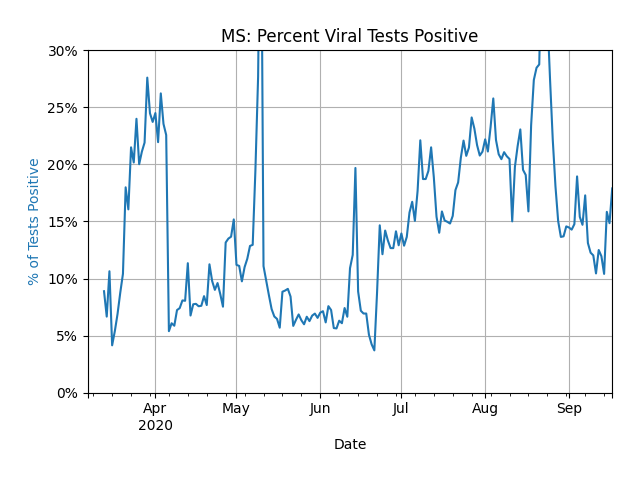 MS: Percent Viral Tests Positive
30%
25%
20%
15%
10%
5%
0%
% of Tests Positive
Apr
2020
May
Jun
Jul
Aug
Sep
Date